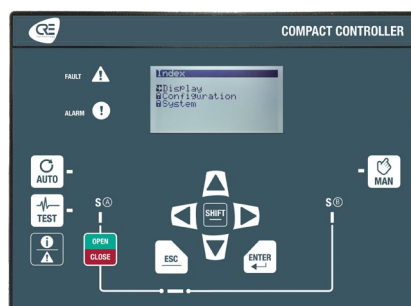 CRE
COMPACT CONTROLLER
FAULT
ALARM
Index
Display
Configuration
System
AUTO
MAN
TEST
S A
S B
SHIFT
OPEN
CLOSE
ESC
ENTER